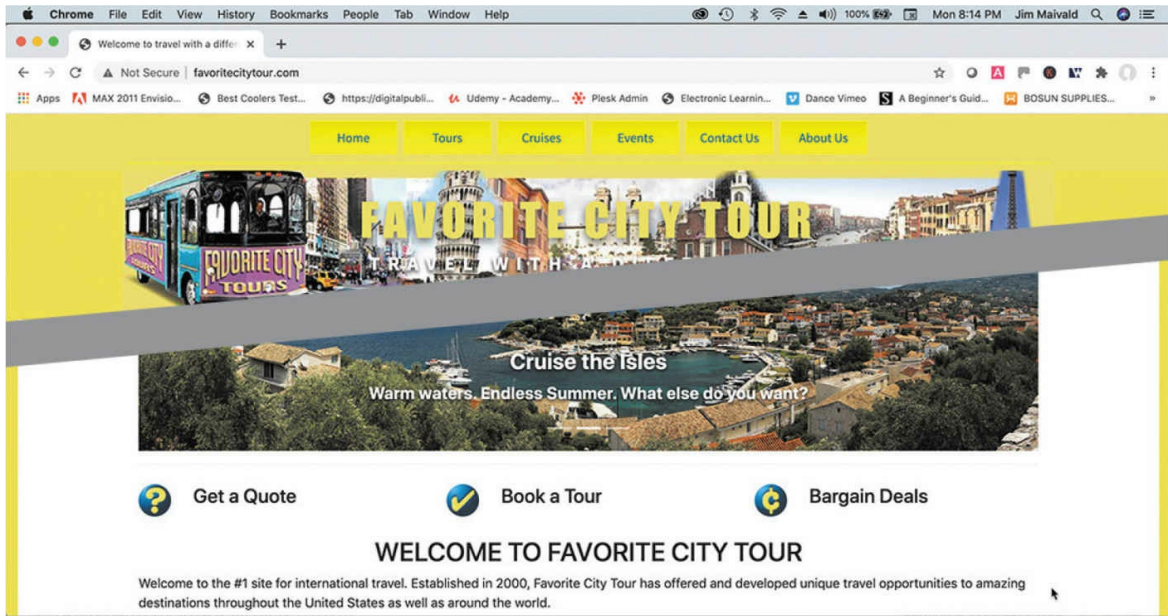 Chrome File Edit View History Bookmarks People Tab Window Help 100% Mon 8:14 PM Jim Maivald
Welcome to travel with a differ
Not Secure | favoritecitytour.com
Apps MAX 2011 Envisio... Best Coolers Test... https://digitalpubli... Udemy - Academy... Plesk Admin Electronic Learnin... Dance Vimeo A Beginner's Guid... BOSUN SUPPLIES... »
Home Tours Cruises Events Contact Us About Us
FAVORITE CITY TOUR
TRAVEL WITH A
FAVORITE CITY
TOURS
Cruise the Isles
Warm waters. Endless Summer. What else do you want?
Get a Quote Book a Tour Bargain Deals
WELCOME TO FAVORITE CITY TOUR
Welcome to the #1 site for international travel. Established in 2000, Favorite City Tour has offered and developed unique travel opportunities to amazing
destinations throughout the United States as well as around the world.